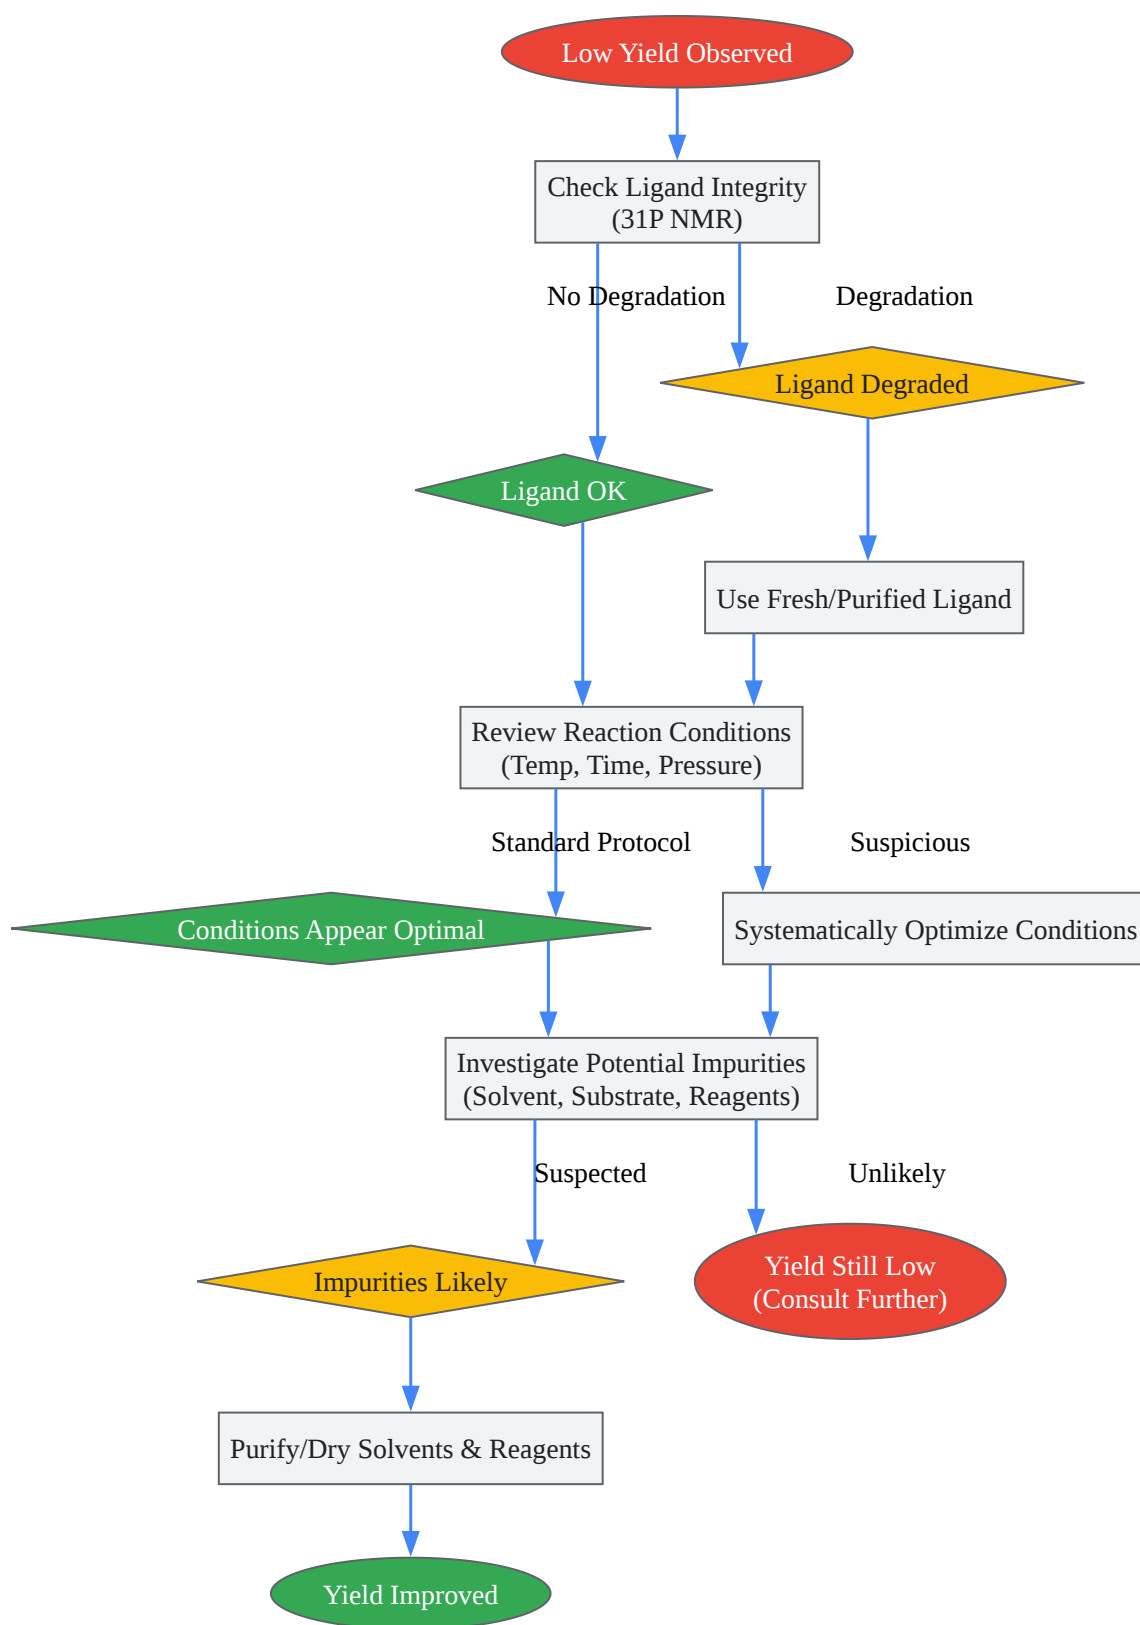 Low Yield Observed
Check Ligand Integrity
(31P NMR)
No Degradation
Degradation
Ligand Degraded
Ligand OK
Use Fresh/Purified Ligand
Review Reaction Conditions
(Temp, Time, Pressure)
Standard Protocol
Suspicious
Conditions Appear Optimal
Systematically Optimize Conditions
Investigate Potential Impurities
(Solvent, Substrate, Reagents)
Suspected
Unlikely
Yield Still Low
(Consult Further)
Impurities Likely
Purify/Dry Solvents & Reagents
Yield Improved